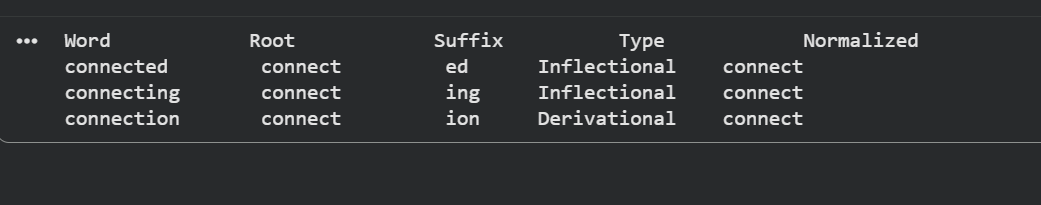 Word Root Suffix Type Normalized
connected connect ed Inflectional connect
connecting connect ing Inflectional connect
connection connect ion Derivational connect